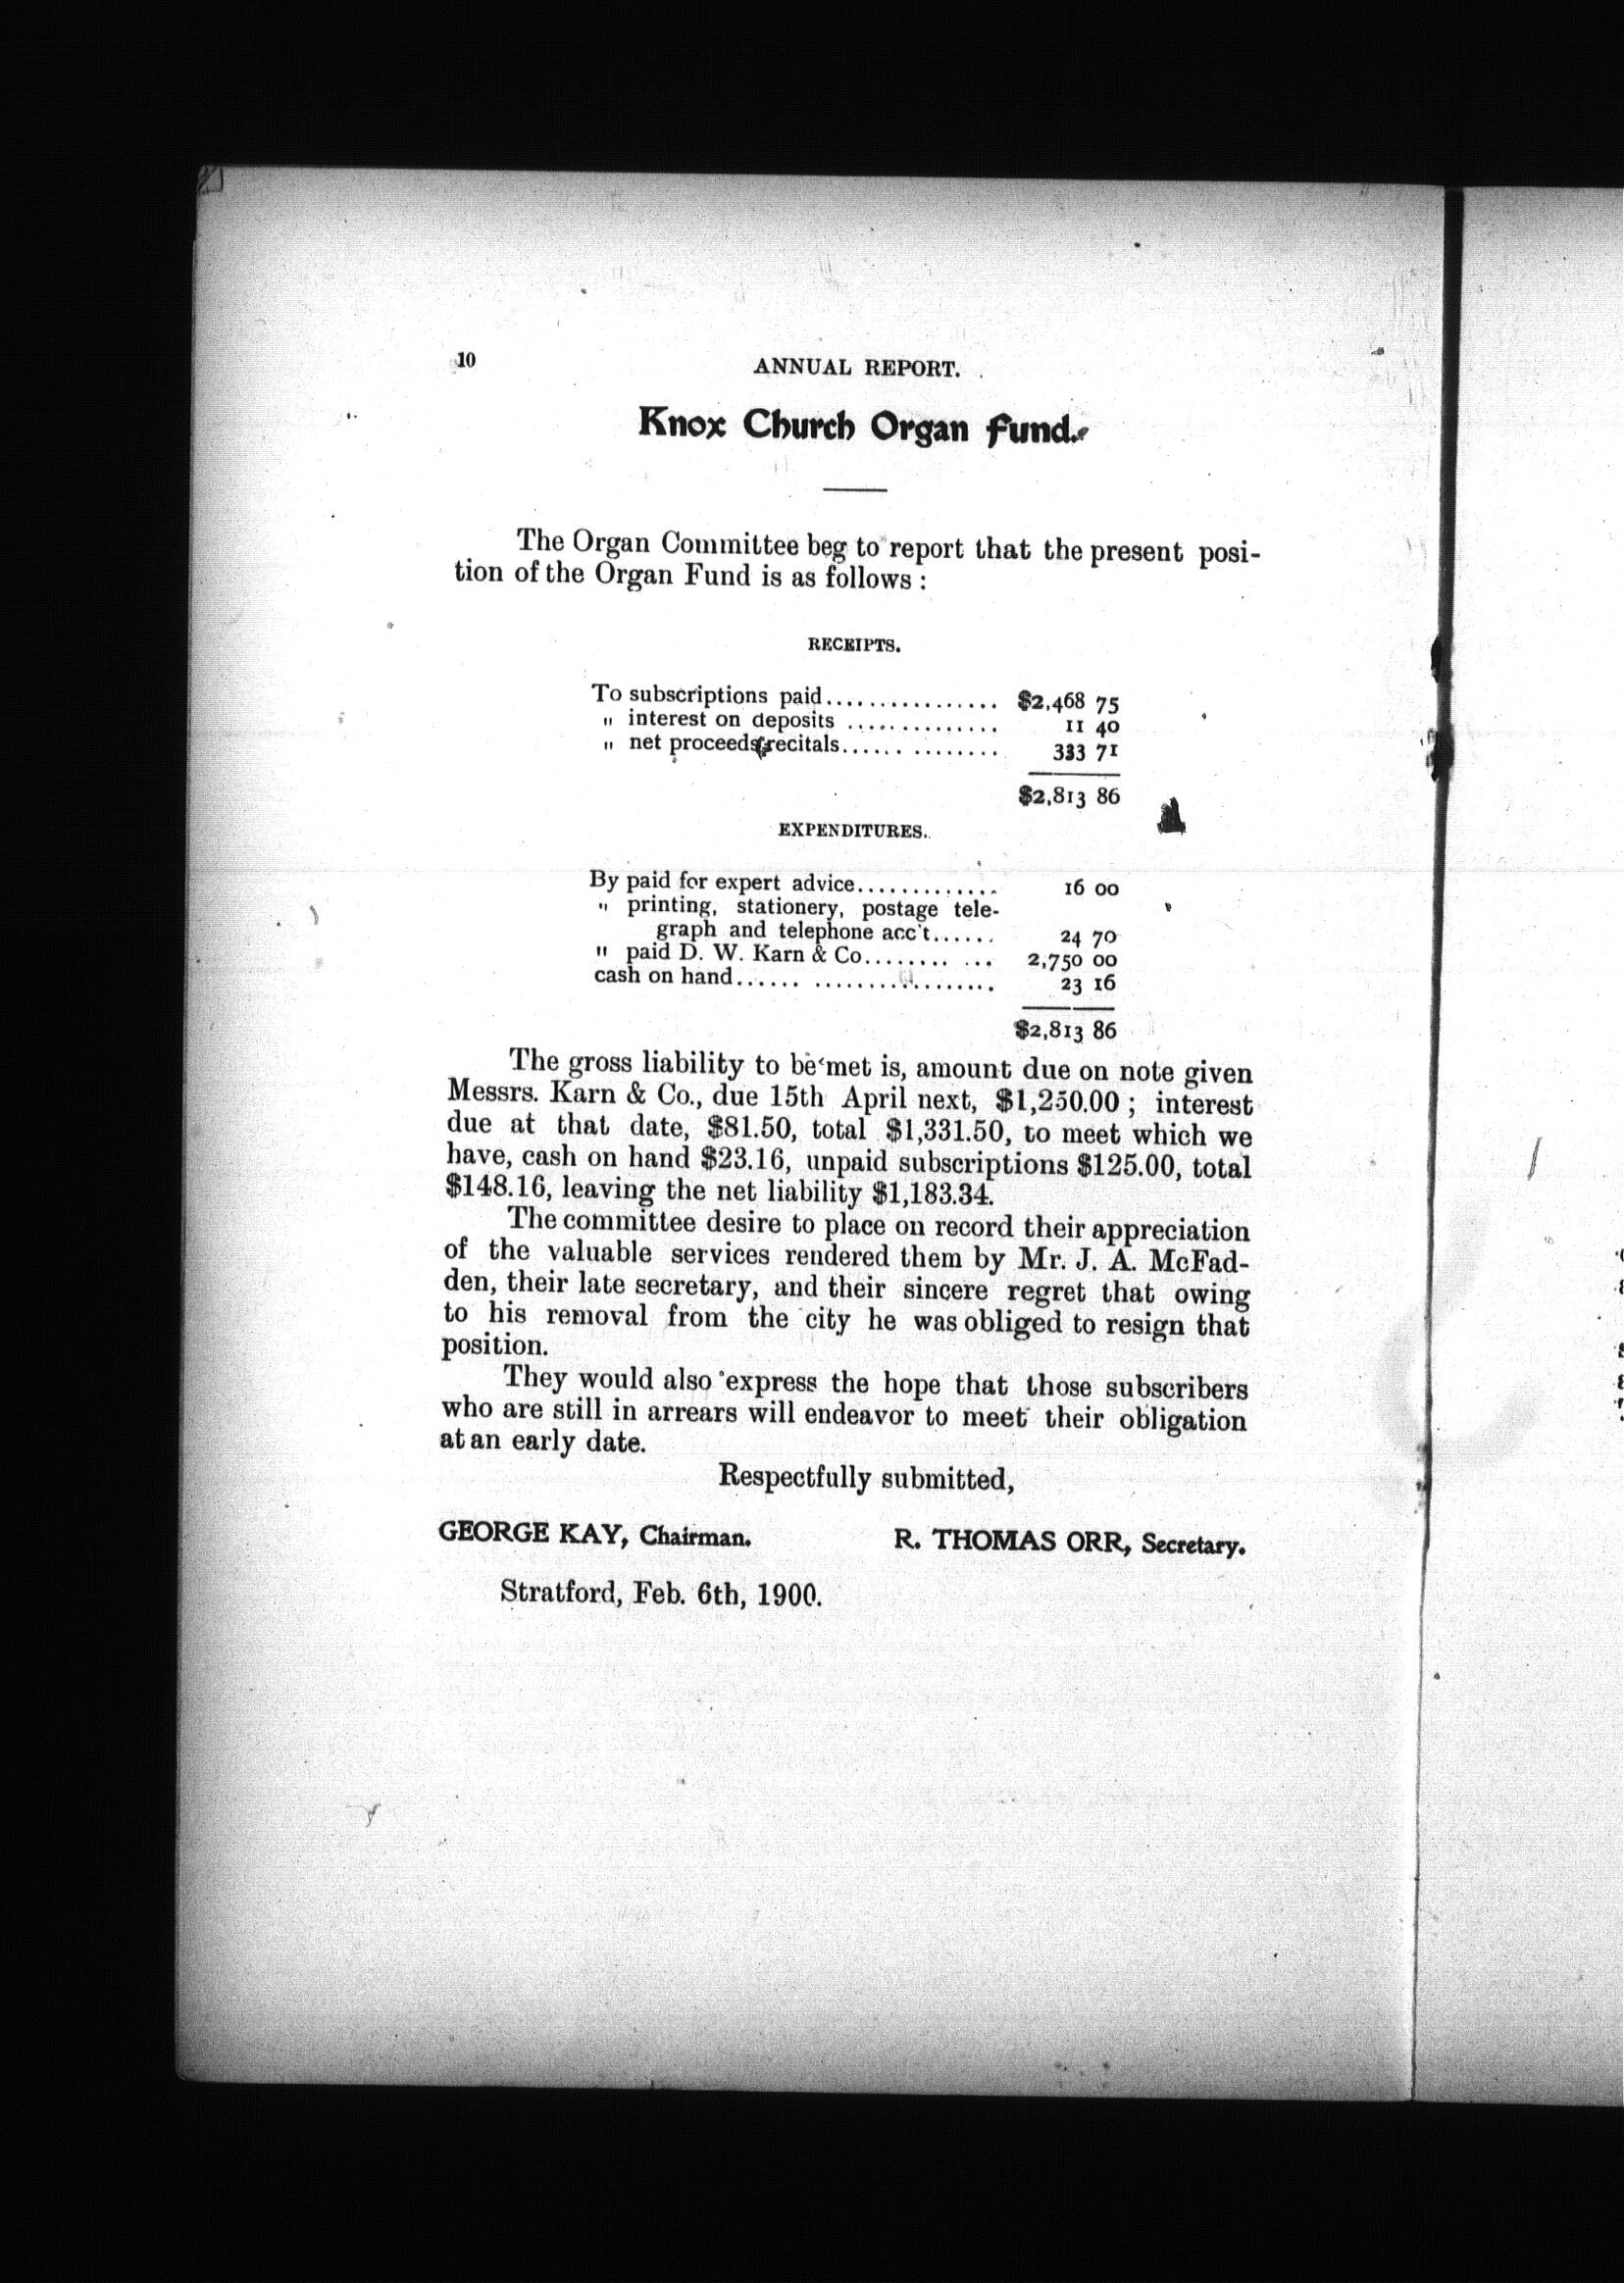 10
ANNUAL REPORT.
Knox Church Organ Fund.
The Organ Committee beg to report that the present posi-
tion of the Organ Fund is as follows :
RECEIPTS.
To subscriptions paid................ $2,468 75
" interest on deposits .............. 11 40
" net proceeds recitals...... ........ 333 71
$2,813 86
EXPENDITURES.
By paid for expert advice............. 16 00
" printing, stationery, postage tele-
graph and telephone acc't...... 24 70
" paid D. W. Karn & Co........ ... 2,750 00
cash on hand...... ................. 23 16
$2,813 86
The gross liability to be met is, amount due on note given
Messrs. Karn & Co., due 15th April next, $1,250.00 ; interest
due at that date, $81.50, total $1,331.50, to meet which we
have, cash on hand $23.16, unpaid subscriptions $125.00, total
$148.16, leaving the net liability $1,183.34.
The committee desire to place on record their appreciation
of the valuable services rendered them by Mr. J. A. McFad-
den, their late secretary, and their sincere regret that owing
to his removal from the city he was obliged to resign that
position.
They would also express the hope that those subscribers
who are still in arrears will endeavor to meet their obligation
at an early date.
Respectfully submitted,
GEORGE KAY, Chairman. R. THOMAS ORR, Secretary.
Stratford, Feb. 6th, 1900.